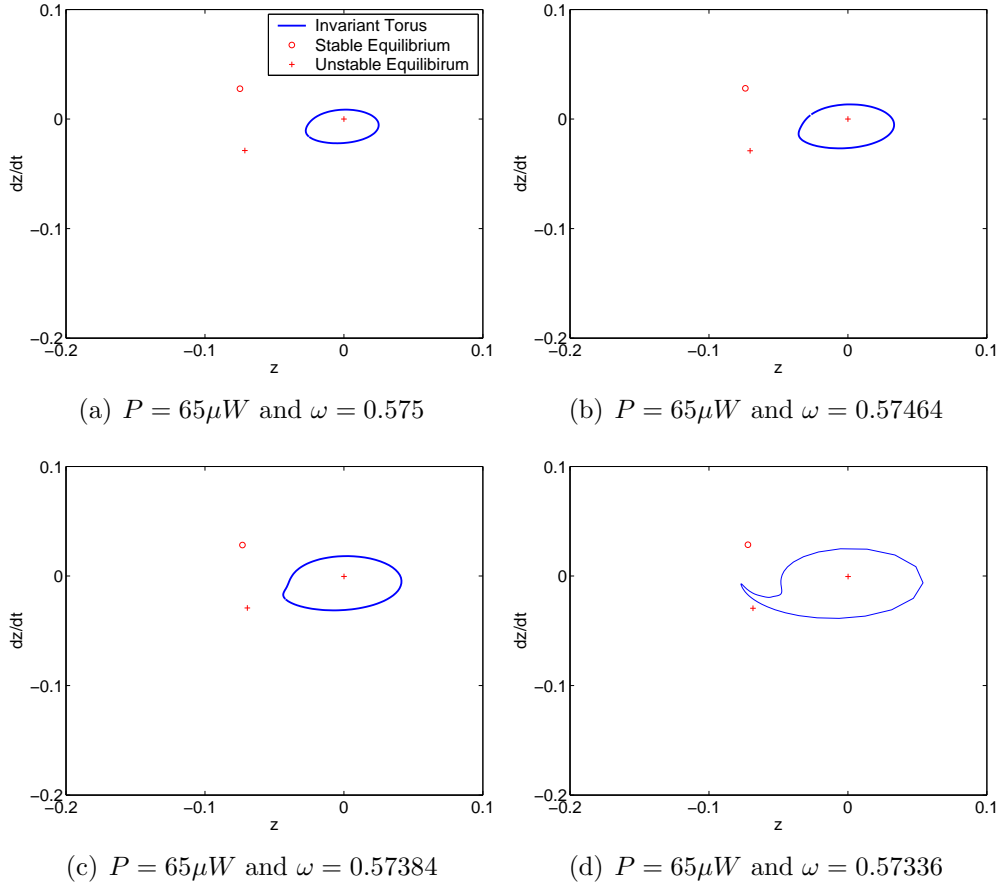 0.1
0
−0.1
−0.2
−0.2
−0.1
0
0.1
z
dz/dt
Invariant Torus
Stable Equilibrium
Unstable Equilibirum
(a) P = 65μW and ω = 0.575
0.1
0
−0.1
−0.2
−0.2
−0.1
0
0.1
z
dz/dt
(b) P = 65μW and ω = 0.57464
0.1
0
−0.1
−0.2
−0.2
−0.1
0
0.1
z
dz/dt
(c) P = 65μW and ω = 0.57384
0.1
0
−0.1
−0.2
−0.2
−0.1
0
0.1
z
dz/dt
(d) P = 65μW and ω = 0.57336